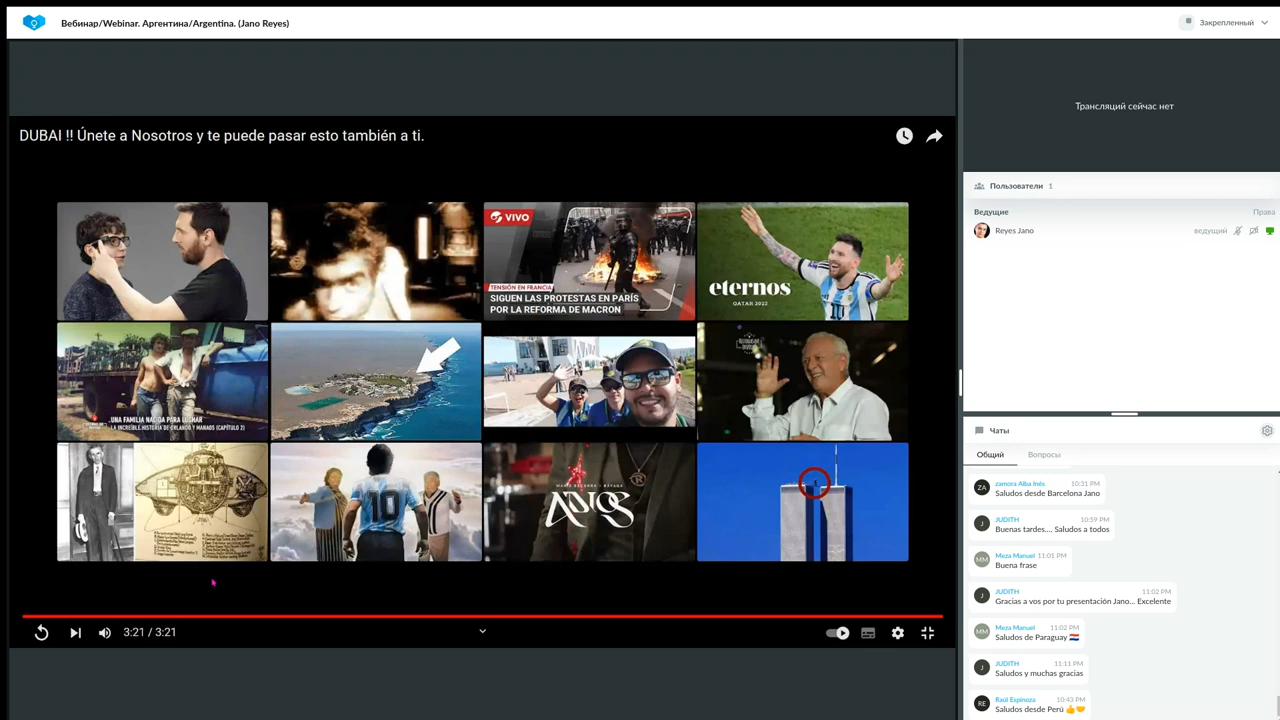 Вебинар/Webinar. Аргентина/Argentina. (Jano Reyes)
Закрепленный
DUBAI !! Únete a Nosotros y te puede pasar esto también a ti.
VIVO
TENSIÓN EN FRANCIA
SIGUEN LAS PROTESTAS EN PARÍS
POR LA REFORMA DE MACRON
eternos
QATAR 2022
UNA FAMILIA NACIDA PARA LUCHAR
LA INCREÍBLE HISTORIA DE ORLANDO Y MANAOS (CAPÍTULO 2)
10
R
AÑOS
3:21 / 3:21
Трансляций сейчас нет
Пользователи 1
Ведущие Права
Reyes Jano ведущий
Чаты
Общий Вопросы
ZA zamora Alba Inés 10:31 PM
Saludos desde Barcelona Jano
J JUDITH 10:59 PM
Buenas tardes.... Saludos a todos
MM Meza Manuel 11:01 PM
Buena frase
J JUDITH 11:02 PM
Gracias a vos por tu presentación Jano... Excelente
MM Meza Manuel 11:02 PM
Saludos de Paraguay 🇵🇾
J JUDITH 11:11 PM
Saludos y muchas gracias
RE Raúl Espinoza 10:43 PM
Saludos desde Perú 👍🤝